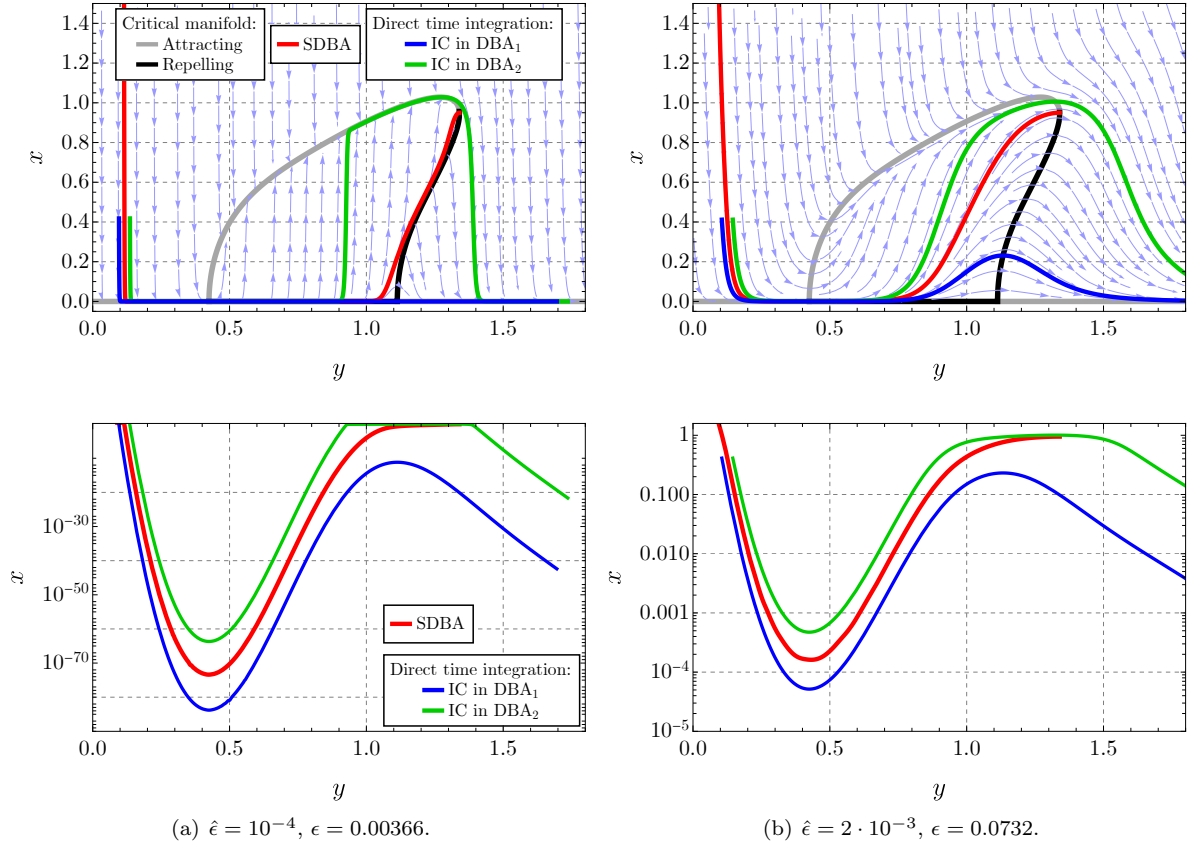 Critical manifold:
Attracting
Repelling
SDBA
Direct time integration:
IC in DBA₁
IC in DBA₂
1.4
1.2
1.0
0.8
0.6
0.4
0.2
0.0
x
0.0 0.5 1.0 1.5
y
1.4
1.2
1.0
0.8
0.6
0.4
0.2
0.0
x
0.0 0.5 1.0 1.5
y
10⁻³⁰
10⁻⁵⁰
10⁻⁷⁰
x
SDBA
Direct time integration:
IC in DBA₁
IC in DBA₂
0.0 0.5 1.0 1.5
y
1
0.100
0.010
0.001
10⁻⁴
10⁻⁵
x
0.0 0.5 1.0 1.5
y
(a) ϵ̂ = 10⁻⁴, ϵ = 0.00366.
(b) ϵ̂ = 2 · 10⁻³, ϵ = 0.0732.